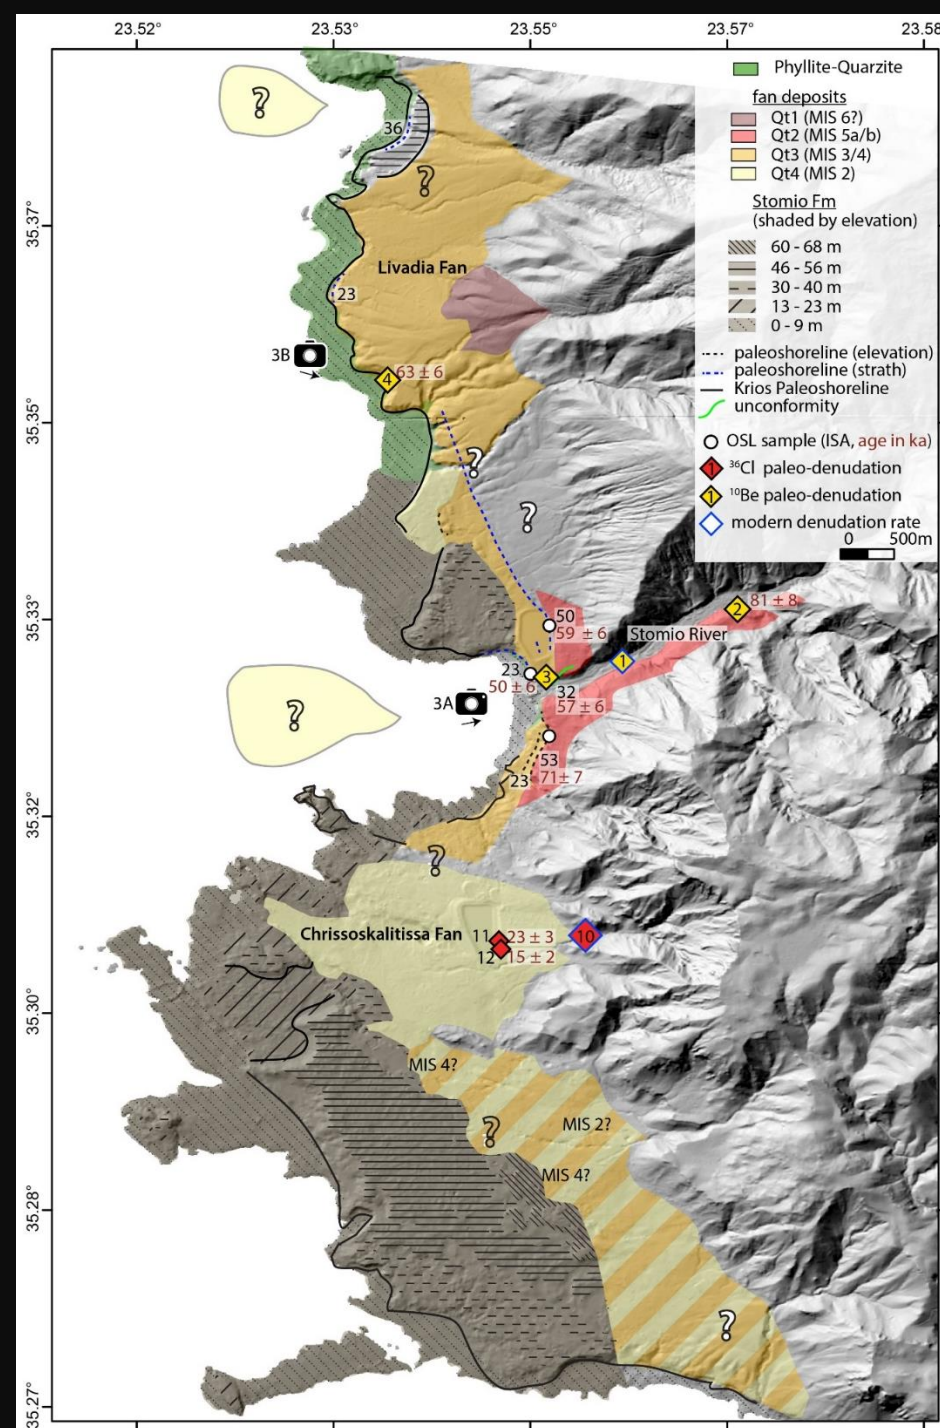 23.52° 23.53° 23.55° 23.57° 23.58
Phyllite-Quarzite
fan deposits
Qt1 (MIS 6?)
Qt2 (MIS 5a/b)
Qt3 (MIS 3/4)
Qt4 (MIS 2)
Stomio Fm
(shaded by elevation)
60 - 68 m
46 - 56 m
30 - 40 m
13 - 23 m
0 - 9 m
paleoshoreline (elevation)
paleoshoreline (strath)
Krios Paleoshoreline
unconformity
OSL sample (ISA, age in ka)
1 ³⁶Cl paleo-denudation
1 ¹⁰Be paleo-denudation
modern denudation rate
0 500m
?
36
?
35.37°
Livadia Fan
23
3B
4 63 ± 6
35.35°
?
?
35.33°
50
59 ± 6
2 81 ± 8
Stomio River
1
23
50 ± 6
3
32
57 ± 6
?
3A
53
71 ± 7
23
35.32°
?
Chrissoskalitissa Fan
11 23 ± 3
12 15 ± 2
10
35.30°
MIS 4?
?
MIS 2?
MIS 4?
35.28°
?
35.27°